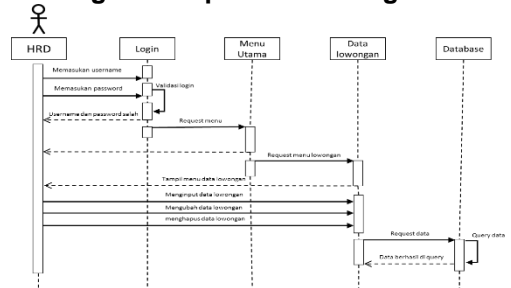 HRD
Login
Menu
Utama
Data
lowongan
Database
Memasukan username
Memasukan password
Validasi login
Username dan password salah
Request menu
Request menu lowongan
Tampil menu data lowongan
Menginput data lowongan
Mengubah data lowongan
menghapus data lowongan
Request data
Query data
Data berhasil di query